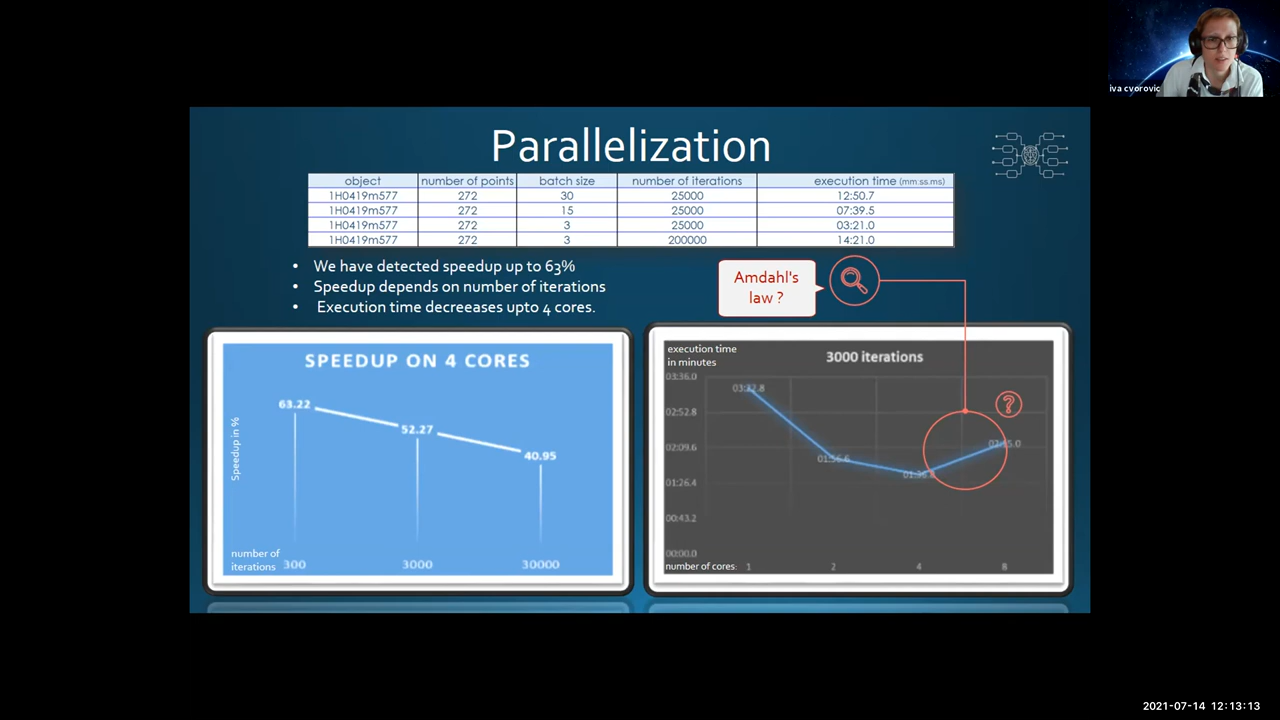 iva cvorovic
Parallelization
object number of points batch size number of iterations execution time (mm.ss.ms)
1H0419m577 272 30 25000 12:50.7
1H0419m577 272 15 25000 07:39.5
1H0419m577 272 3 25000 03:21.0
1H0419m577 272 3 200000 14:21.0
• We have detected speedup up to 63%
• Speedup depends on number of iterations
• Execution time decreeases upto 4 cores.
Amdahl's
law ?
SPEEDUP ON 4 CORES
Speedup in %
63.22
52.27
40.95
number of
iterations 300 3000 30000
execution time
in minutes
3000 iterations
03:36.0
02:52.8
02:09.6
01:26.4
00:43.2
00:00.0
01:56.6
?
number of cores: 1 2 4 8
2021-07-14 12:13:13